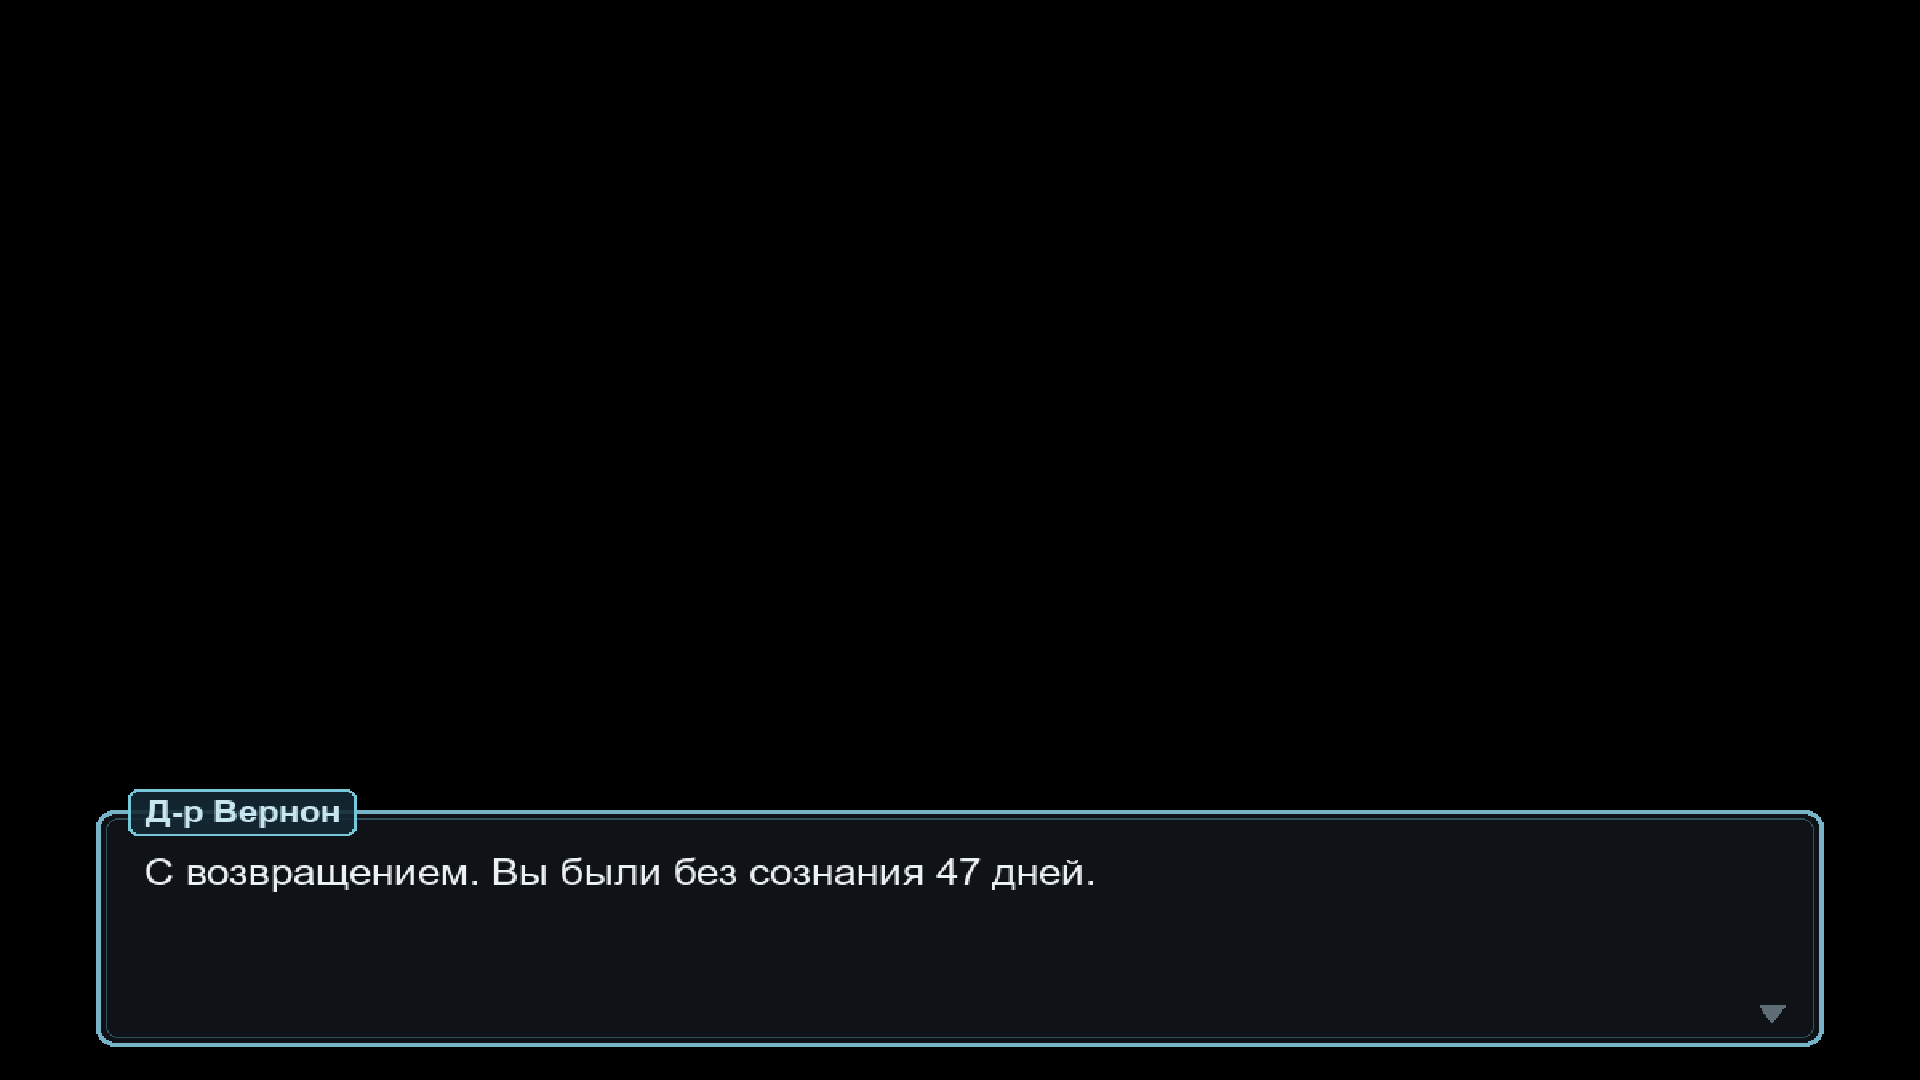 Д-р Вернон
С возвращением. Вы были без сознания 47 дней.